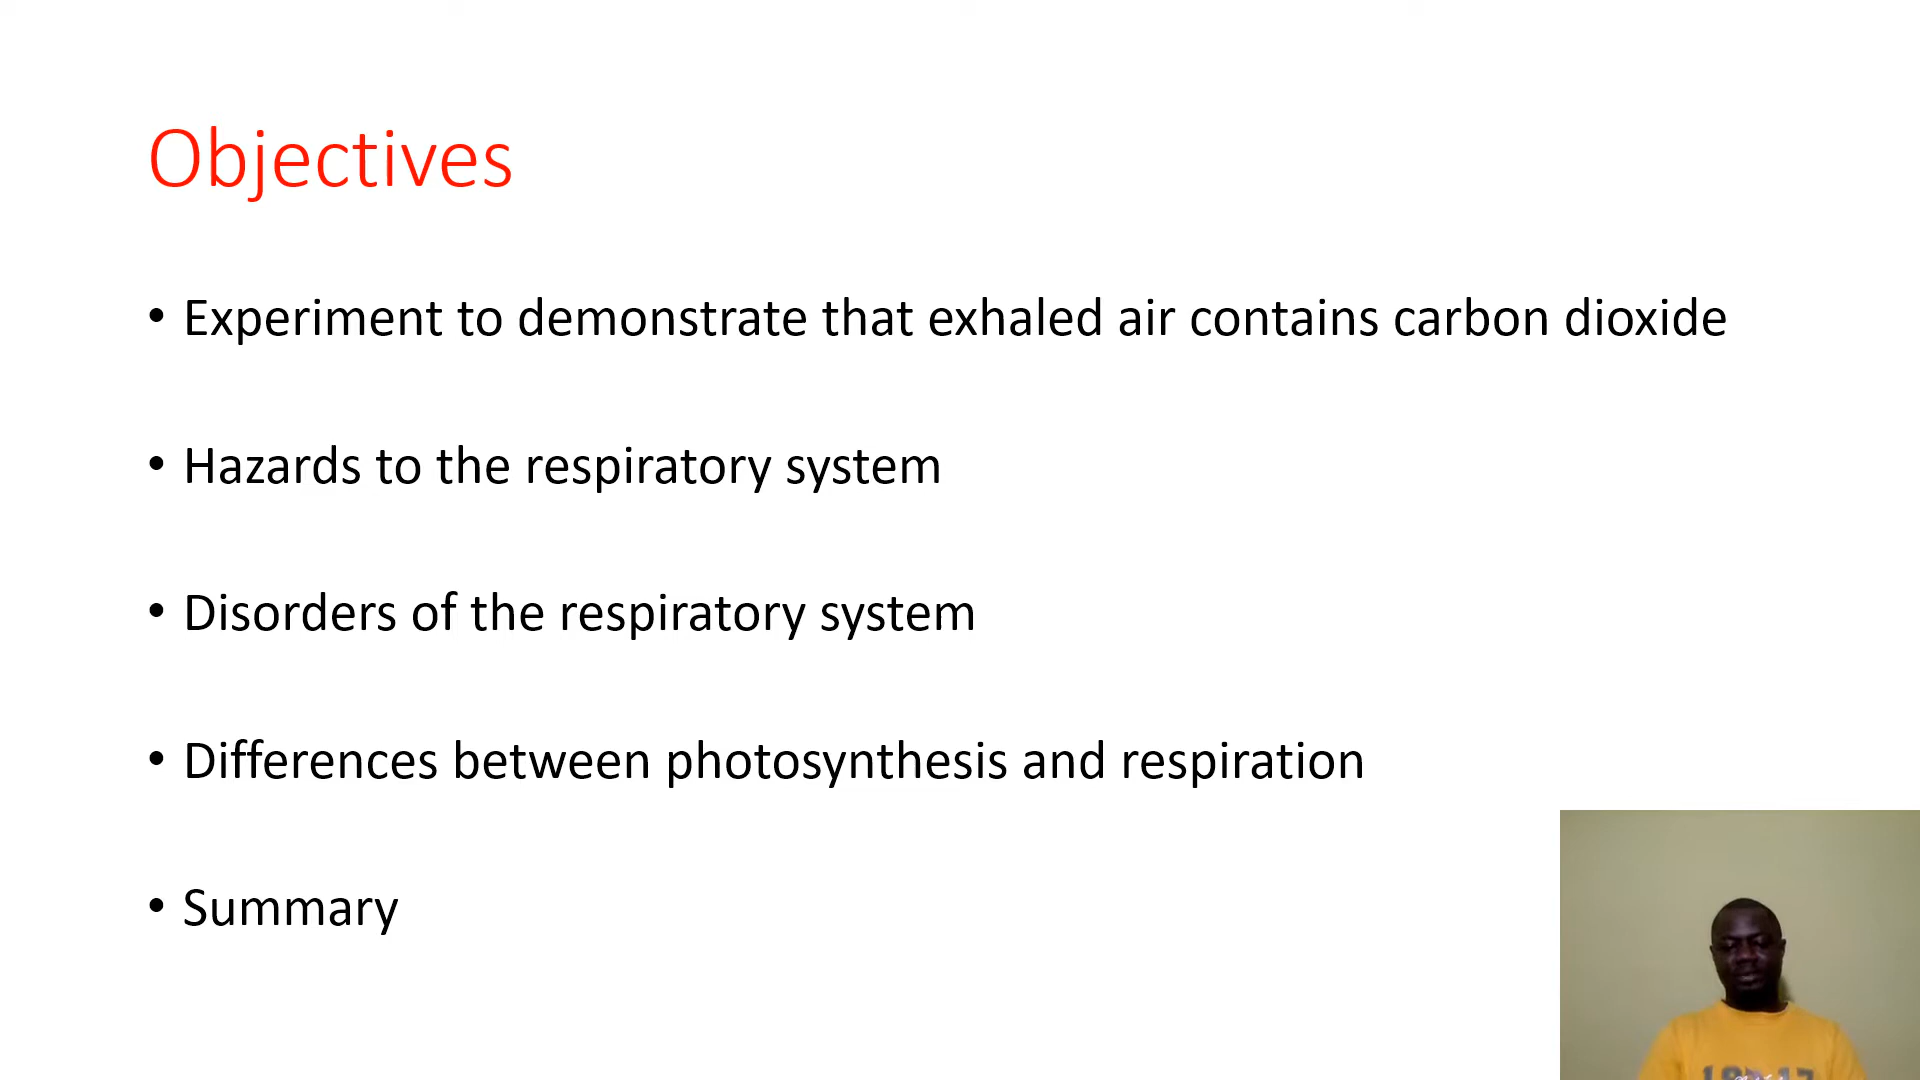 Objectives
• Experiment to demonstrate that exhaled air contains carbon dioxide
• Hazards to the respiratory system
• Disorders of the respiratory system
• Differences between photosynthesis and respiration
• Summary